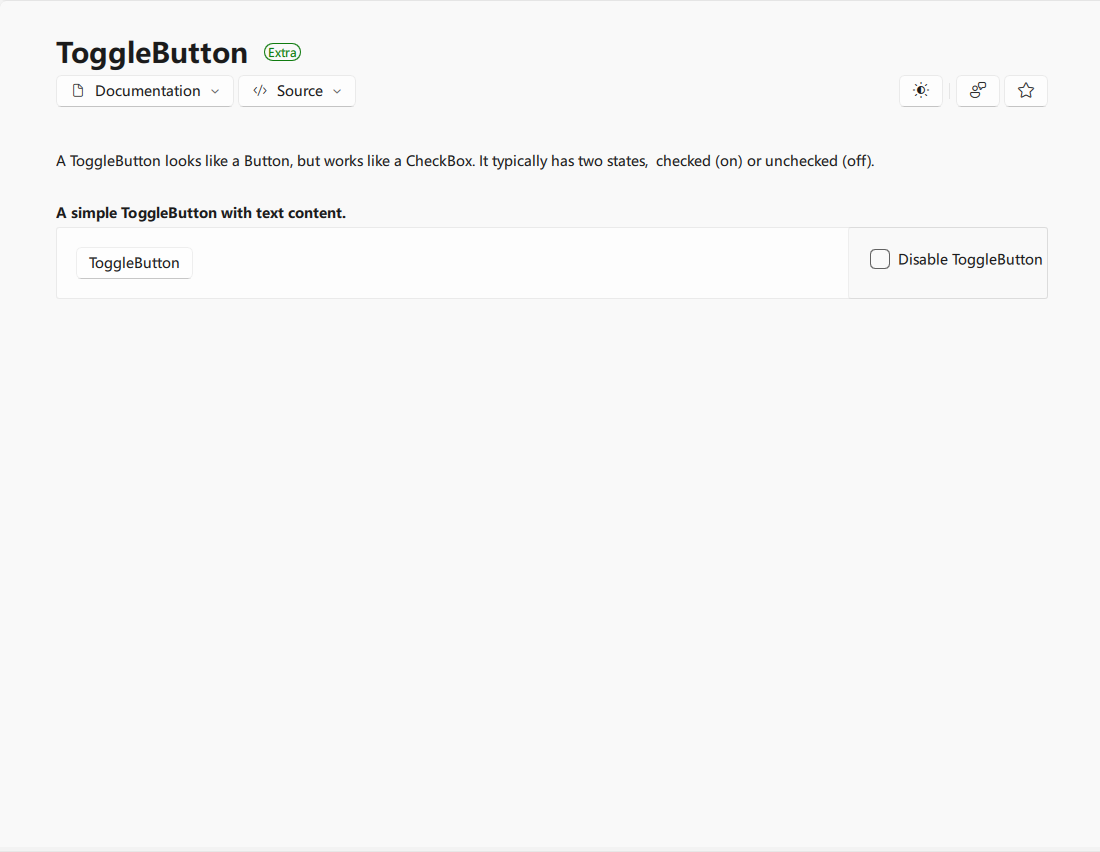 ToggleButton Extra
Documentation Source
A ToggleButton looks like a Button, but works like a CheckBox. It typically has two states,  checked (on) or unchecked (off).
A simple ToggleButton with text content.
ToggleButton Disable ToggleButton